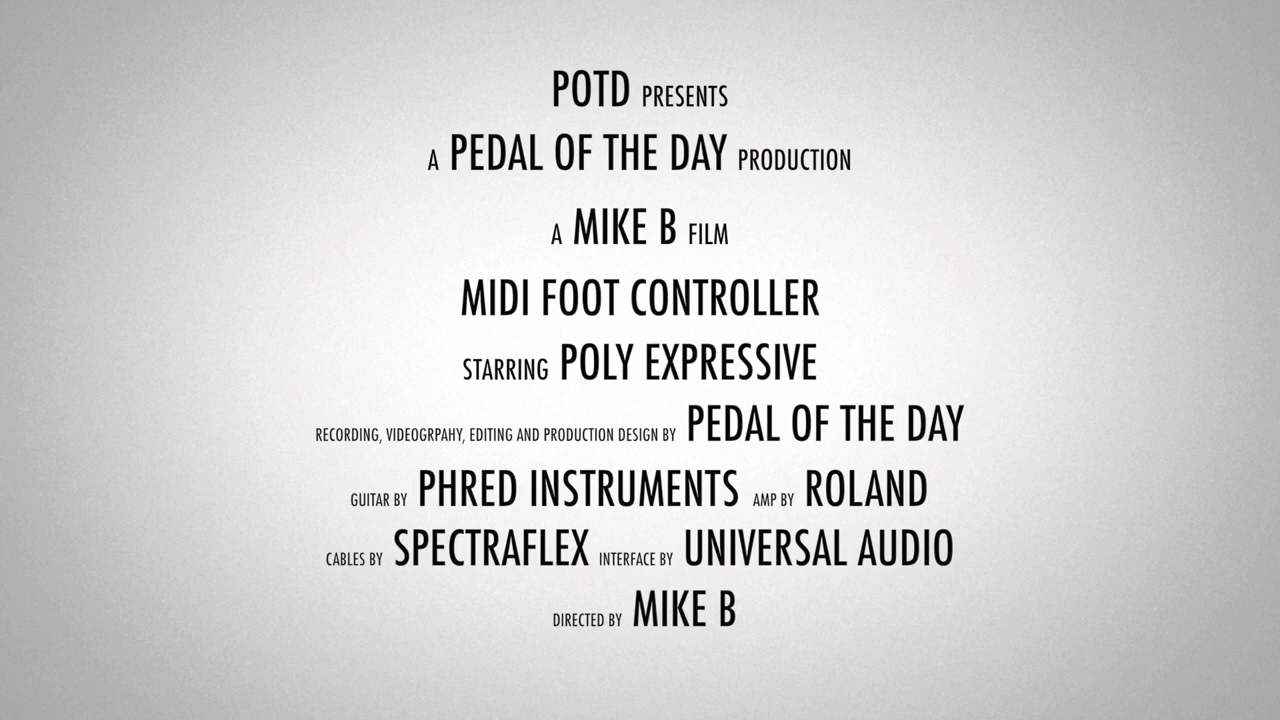 POTD PRESENTS
A PEDAL OF THE DAY PRODUCTION
A MIKE B FILM
MIDI FOOT CONTROLLER
STARRING POLY EXPRESSIVE
RECORDING, VIDEOGRPAHY, EDITING AND PRODUCTION DESIGN BY PEDAL OF THE DAY
GUITAR BY PHRED INSTRUMENTS AMP BY ROLAND
CABLES BY SPECTRAFLEX INTERFACE BY UNIVERSAL AUDIO
DIRECTED BY MIKE B